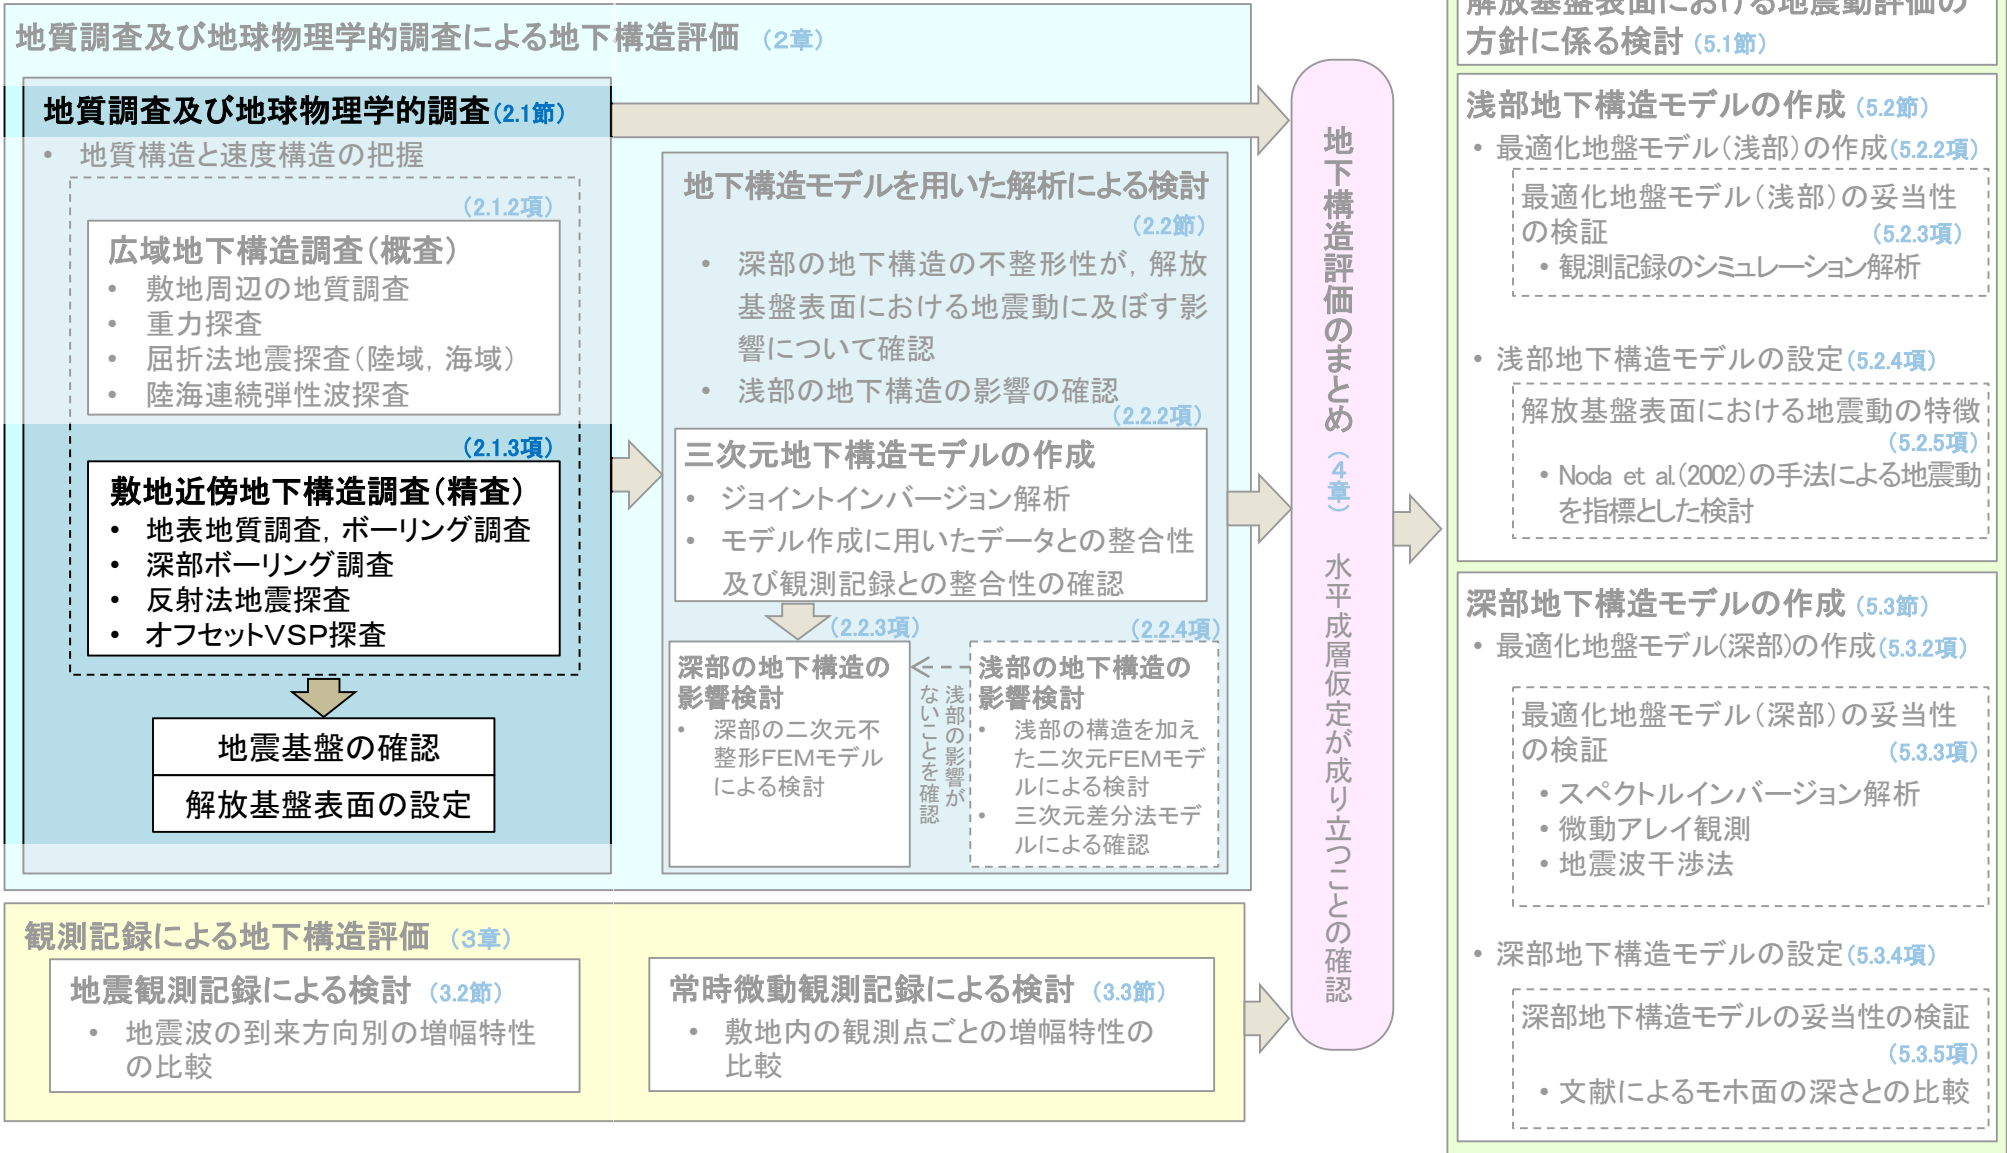 地質調査及び地球物理学的調査による地下構造評価 （2章）
地質調査及び地球物理学的調査(2.1節)
• 地質構造と速度構造の把握
(2.1.2項)
広域地下構造調査(概査)
• 敷地周辺の地質調査
• 重力探査
• 屈折法地震探査(陸域, 海域)
• 陸海連続弾性波探査
(2.1.3項)
敷地近傍地下構造調査(精査)
• 地表地質調査, ボーリング調査
• 深部ボーリング調査
• 反射法地震探査
• オフセットVSP探査
地震基盤の確認
解放基盤表面の設定
地下構造モデルを用いた解析による検討
(2.2節)
• 深部の地下構造の不整形性が, 解放
基盤表面における地震動に及ぼす影
響について確認
• 浅部の地下構造の影響の確認
(2.2.2項)
三次元地下構造モデルの作成
• ジョイントインバージョン解析
• モデル作成に用いたデータとの整合性
及び観測記録との整合性の確認
(2.2.3項)
深部の地下構造の
影響検討
• 深部の二次元不
整形FEMモデル
による検討
浅部の影響が
ないことを確認
(2.2.4項)
浅部の地下構造の
影響検討
• 浅部の構造を加え
た二次元FEMモデ
ルによる検討
• 三次元差分法モデ
ルによる確認
観測記録による地下構造評価 （3章）
地震観測記録による検討 (3.2節)
• 地震波の到来方向別の増幅特性
の比較
常時微動観測記録による検討 (3.3節)
• 敷地内の観測点ごとの増幅特性の
比較
地下構造評価のまとめ（4章） 水平成層仮定が成り立つことの確認
解放基盤表面における地震動評価の
方針に係る検討 (5.1節)
浅部地下構造モデルの作成 (5.2節)
• 最適化地盤モデル(浅部)の作成(5.2.2項)
最適化地盤モデル(浅部)の妥当性
の検証 (5.2.3項)
• 観測記録のシミュレーション解析
• 浅部地下構造モデルの設定(5.2.4項)
解放基盤表面における地震動の特徴
(5.2.5項)
• Noda et al.(2002)の手法による地震動
を指標とした検討
深部地下構造モデルの作成 (5.3節)
• 最適化地盤モデル(深部)の作成(5.3.2項)
最適化地盤モデル(深部)の妥当性
の検証 (5.3.3項)
• スペクトルインバージョン解析
• 微動アレイ観測
• 地震波干渉法
• 深部地下構造モデルの設定(5.3.4項)
深部地下構造モデルの妥当性の検証
(5.3.5項)
• 文献によるモホ面の深さとの比較